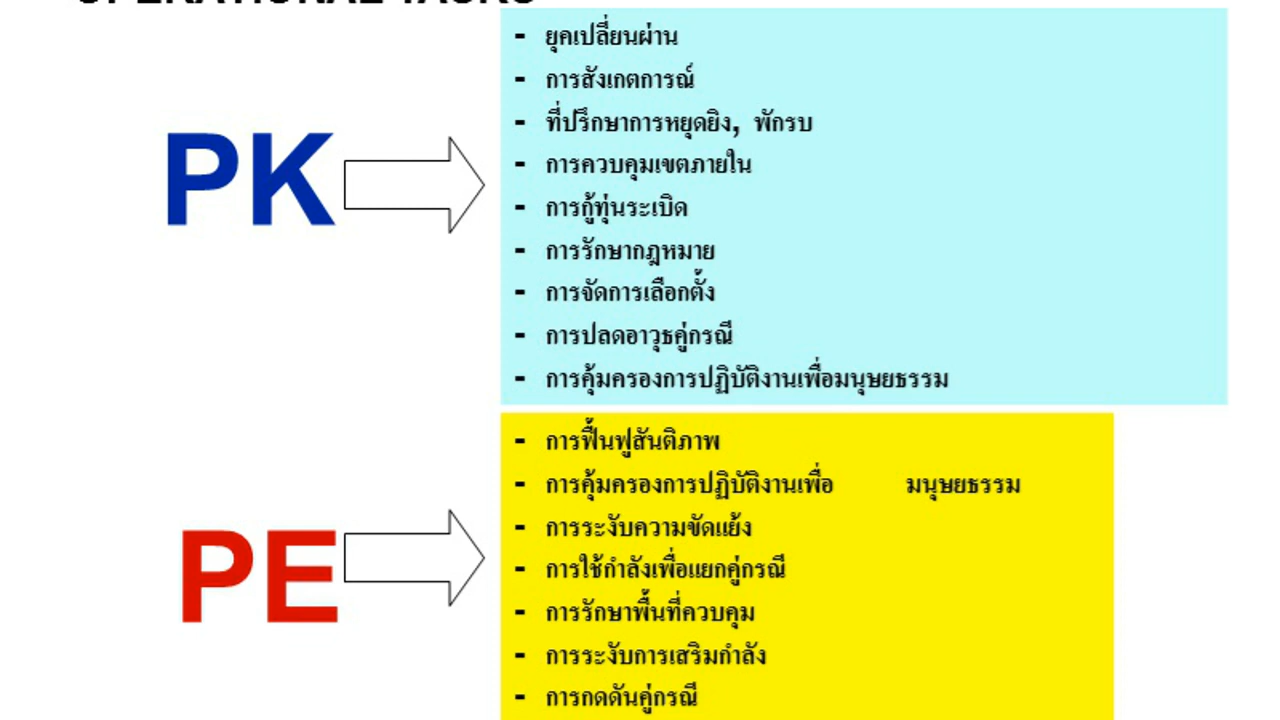 OPERATIONAL TASKS
PK
- ยุคเปลี่ยนผ่าน
- การสังเกตการณ์
- ที่ปรึกษาการหยุดยิง, พักรบ
- การควบคุมเขตภายใน
- การกู้ทุ่นระเบิด
- การรักษากฎหมาย
- การจัดการเลือกตั้ง
- การปลดอาวุธคู่กรณี
- การคุ้มครองการปฏิบัติงานเพื่อมนุษยธรรม
PE
- การฟื้นฟูสันติภาพ
- การคุ้มครองการปฏิบัติงานเพื่อ มนุษยธรรม
- การระงับความขัดแย้ง
- การใช้กำลังเพื่อแยกคู่กรณี
- การรักษาพื้นที่ควบคุม
- การระงับการเสริมกำลัง
- การกดดันคู่กรณี